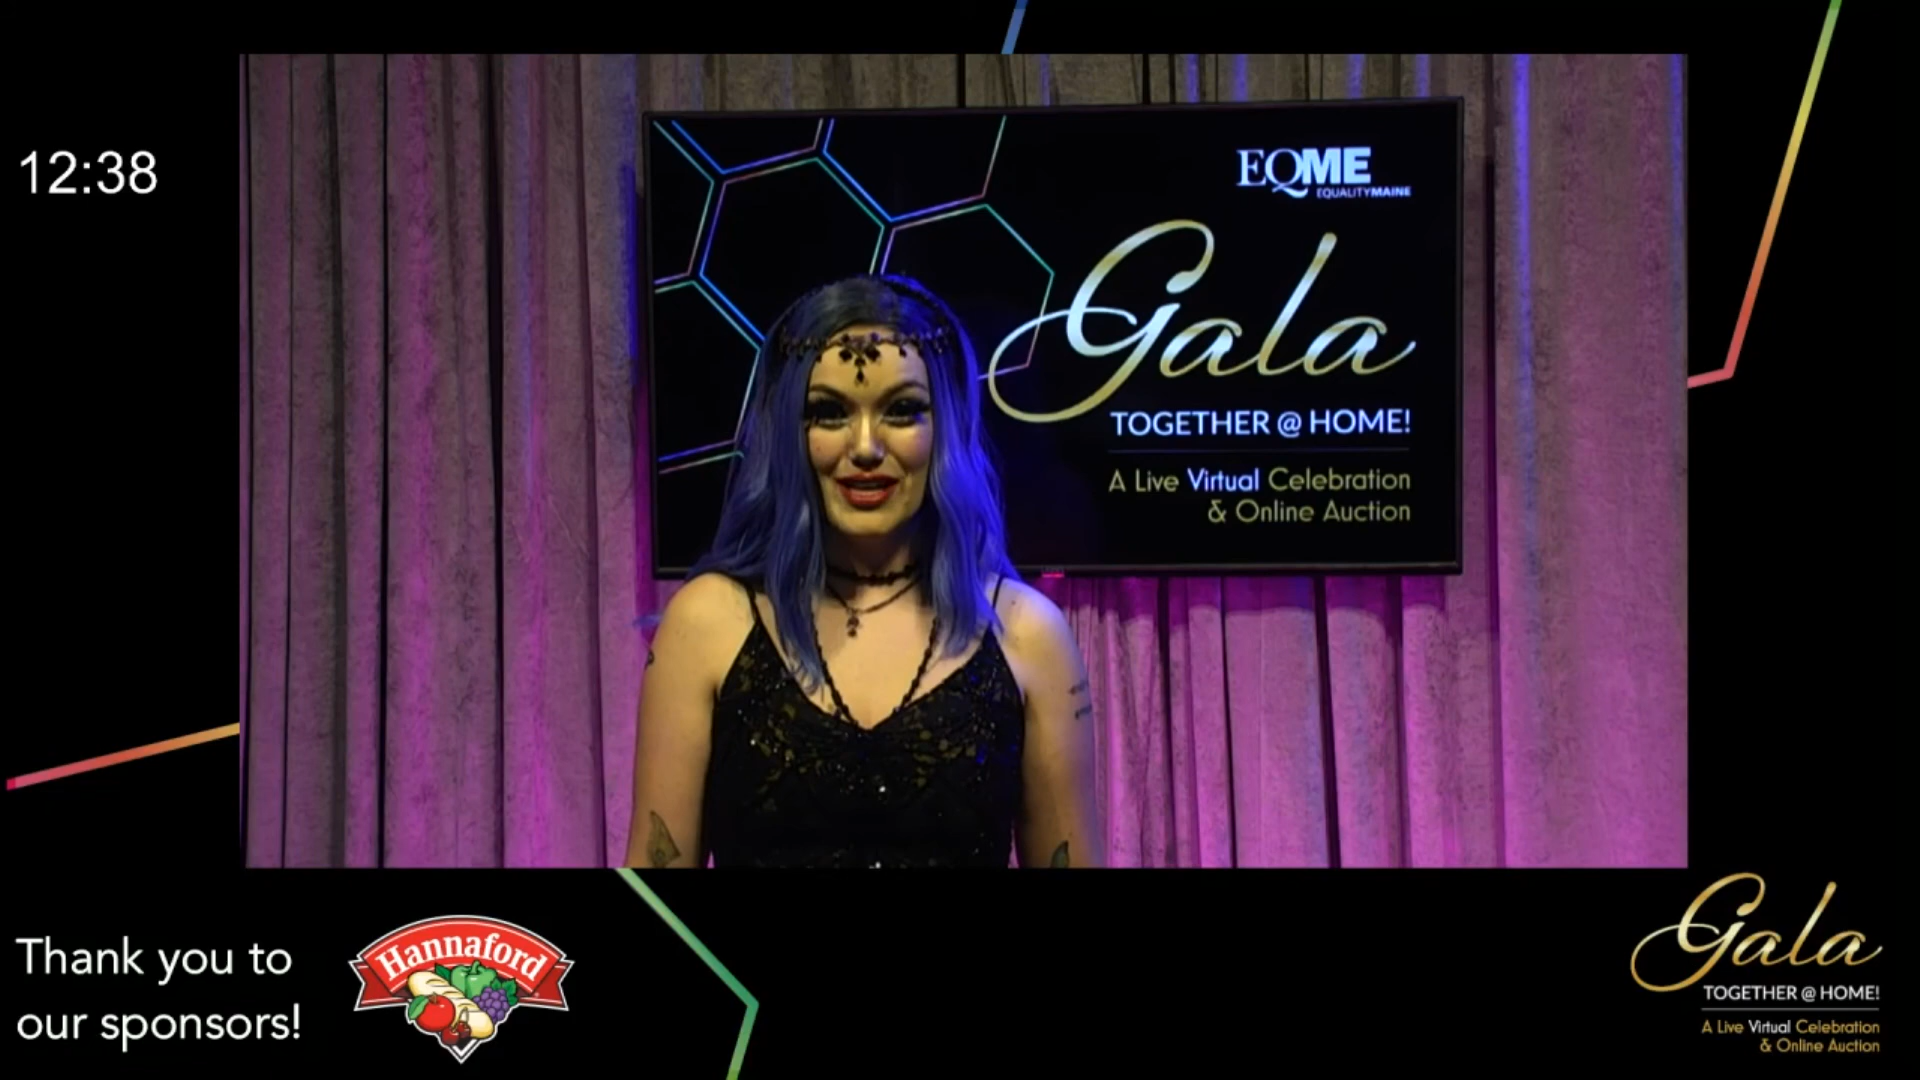 12:38
EQME
EQUALITYMAINE
Gala
TOGETHER @ HOME!
A Live Virtual Celebration
& Online Auction
Thank you to
our sponsors!
Hannaford
Gala
TOGETHER @ HOME!
A Live Virtual Celebration
& Online Auction